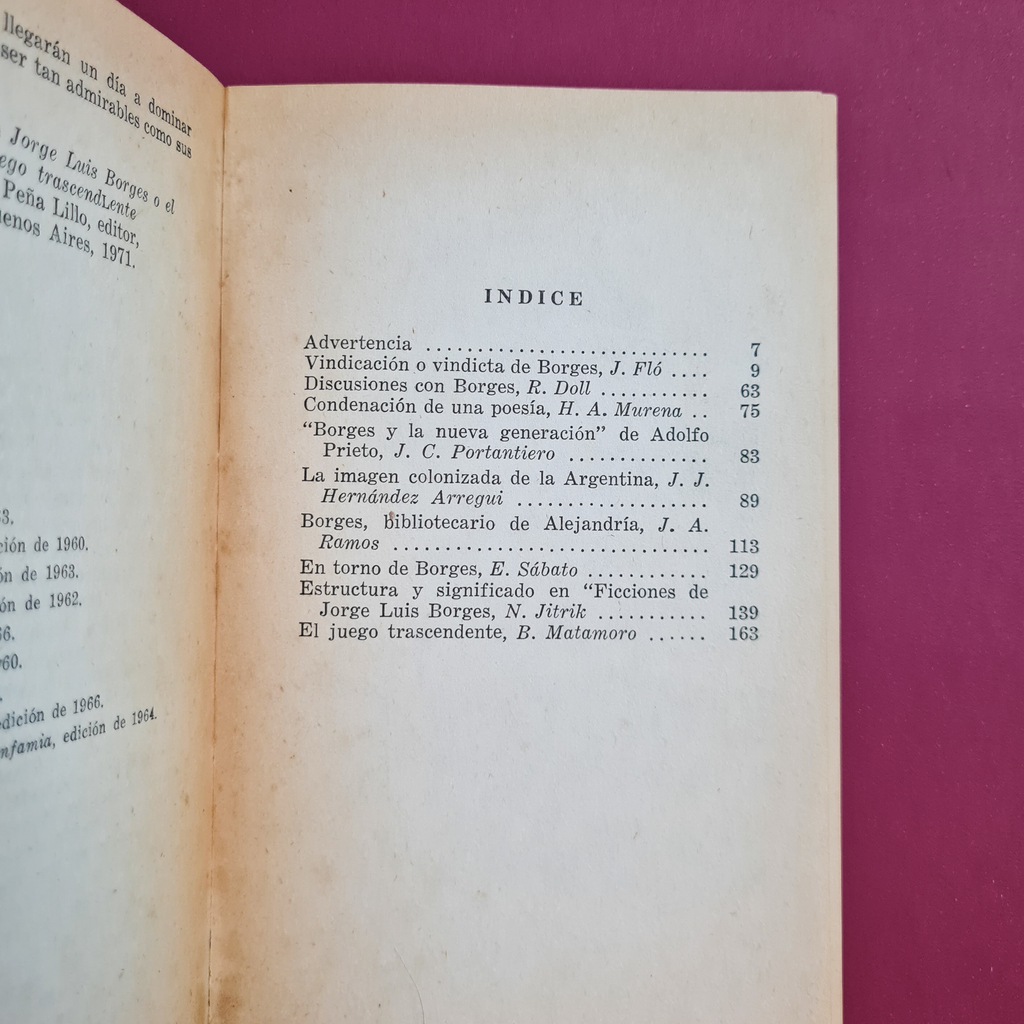 llegarán un día a dominar
ser tan admirables como sus
Jorge Luis Borges o el
ego trascendLente
Peña Lillo, editor,
enos Aires, 1971.
3.
ción de 1960.
ón de 1963.
ón de 1962.
66.
960.
edición de 1966.
nfamia, edición de 1964.
INDICE
Advertencia ............................ 7
Vindicación o vindicta de Borges, J. Fló .... 9
Discusiones con Borges, R. Doll ........... 63
Condenación de una poesía, H. A. Murena .. 75
"Borges y la nueva generación" de Adolfo
Prieto, J. C. Portantiero .............. 83
La imagen colonizada de la Argentina, J. J.
Hernández Arregui ................... 89
Borges, bibliotecario de Alejandría, J. A.
Ramos ............................... 113
En torno de Borges, E. Sábato ............ 129
Estructura y significado en "Ficciones de
Jorge Luis Borges, N. Jitrik ........... 139
El juego trascendente, B. Matamoro ...... 163